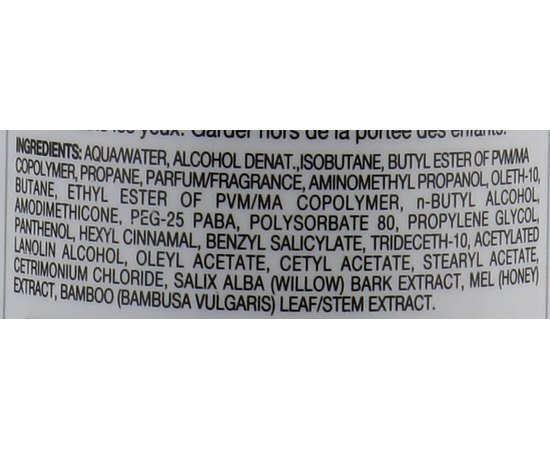 les yeux. Garder hors de la portée des enfants.
INGREDIENTS: AQUA/WATER, ALCOHOL DENAT.,ISOBUTANE, BUTYL ESTER OF PVM/MA
COPOLYMER, PROPANE, PARFUM/FRAGRANCE, AMINOMETHYL PROPANOL, OLETH-10,
BUTANE, ETHYL ESTER OF PVM/MA COPOLYMER, n-BUTYL ALCOHOL,
AMODIMETHICONE, PEG-25 PABA, POLYSORBATE 80, PROPYLENE GLYCOL,
PANTHENOL, HEXYL CINNAMAL, BENZYL SALICYLATE, TRIDECETH-10, ACETYLATED
LANOLIN ALCOHOL, OLEYL ACETATE, CETYL ACETATE, STEARYL ACETATE,
CETRIMONIUM CHLORIDE, SALIX ALBA (WILLOW) BARK EXTRACT, MEL (HONEY)
EXTRACT, BAMBOO (BAMBUSA VULGARIS) LEAF/STEM EXTRACT.